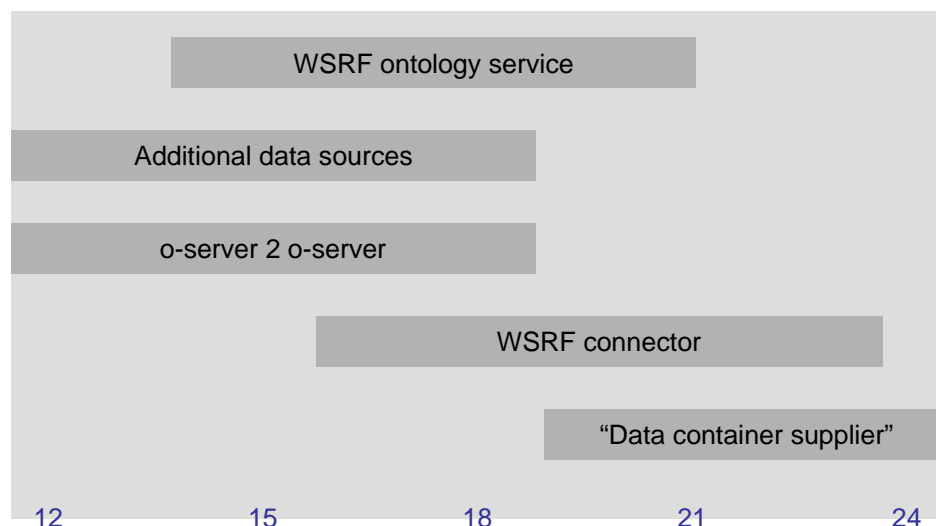 WSRF ontology service
Additional data sources
o-server 2 o-server
WSRF connector
“Data container supplier”
12 15 18 21 24